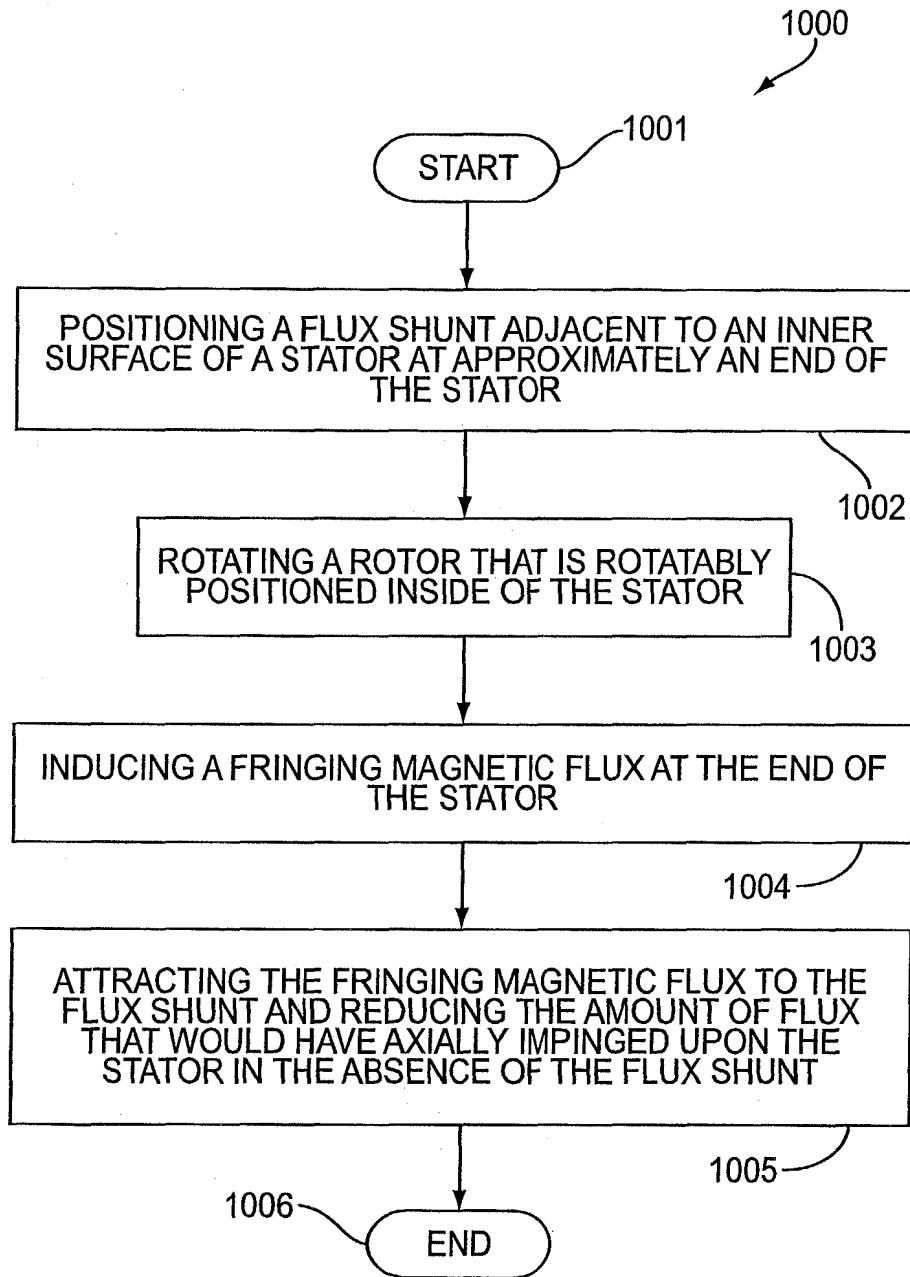 1000
START
1001
POSITIONING A FLUX SHUNT ADJACENT TO AN INNER
SURFACE OF A STATOR AT APPROXIMATELY AN END OF
THE STATOR
1002
ROTATING A ROTOR THAT IS ROTATABLY
POSITIONED INSIDE OF THE STATOR
1003
INDUCING A FRINGING MAGNETIC FLUX AT THE END OF
THE STATOR
1004
ATTRACTING THE FRINGING MAGNETIC FLUX TO THE
FLUX SHUNT AND REDUCING THE AMOUNT OF FLUX
THAT WOULD HAVE AXIALLY IMPINGED UPON THE
STATOR IN THE ABSENCE OF THE FLUX SHUNT
1005
1006
END